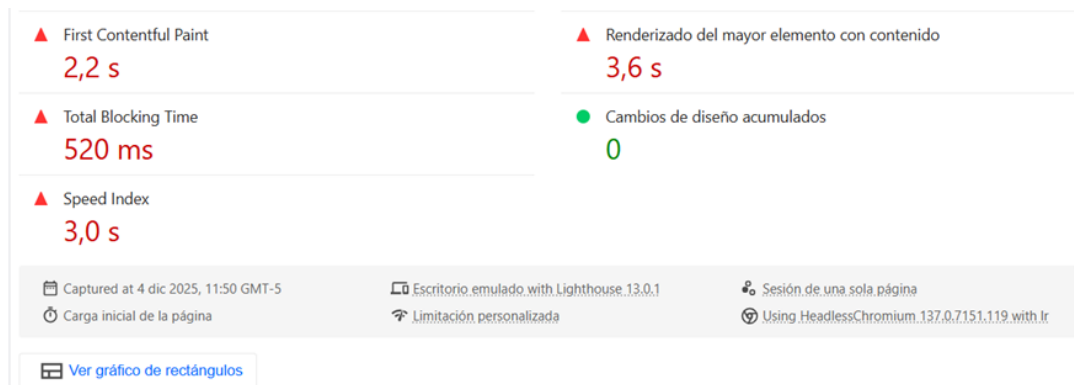 First Contentful Paint
2,2 s
Renderizado del mayor elemento con contenido
3,6 s
Total Blocking Time
520 ms
Cambios de diseño acumulados
0
Speed Index
3,0 s
Captured at 4 dic 2025, 11:50 GMT-5
Escritorio emulado with Lighthouse 13.0.1
Sesión de una sola página
Carga inicial de la página
Limitación personalizada
Using HeadlessChromium 137.0.7151.119 with lr
Ver gráfico de rectángulos